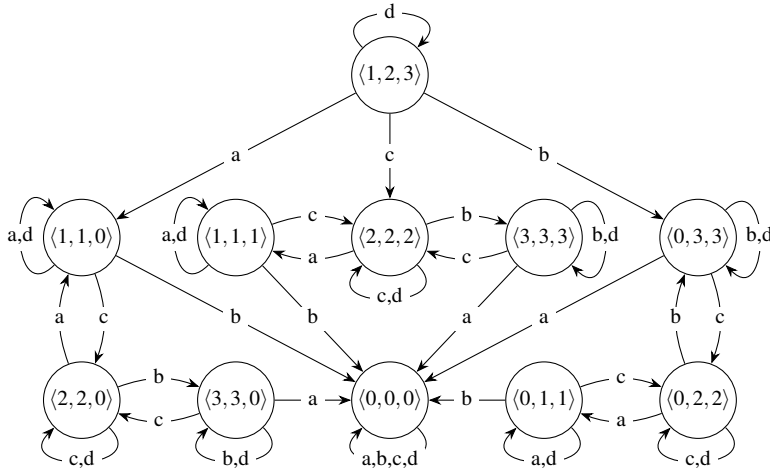 d
⟨1,2,3⟩
a
c
b
a,d
⟨1,1,0⟩
a,d
⟨1,1,1⟩
c
a
⟨2,2,2⟩
c,d
b
c
⟨3,3,3⟩
b,d
⟨0,3,3⟩
b,d
a
c
b
b
a
a
b
c
⟨2,2,0⟩
c,d
b
c
⟨3,3,0⟩
b,d
a
⟨0,0,0⟩
a,b,c,d
b
⟨0,1,1⟩
a,d
c
a
⟨0,2,2⟩
c,d